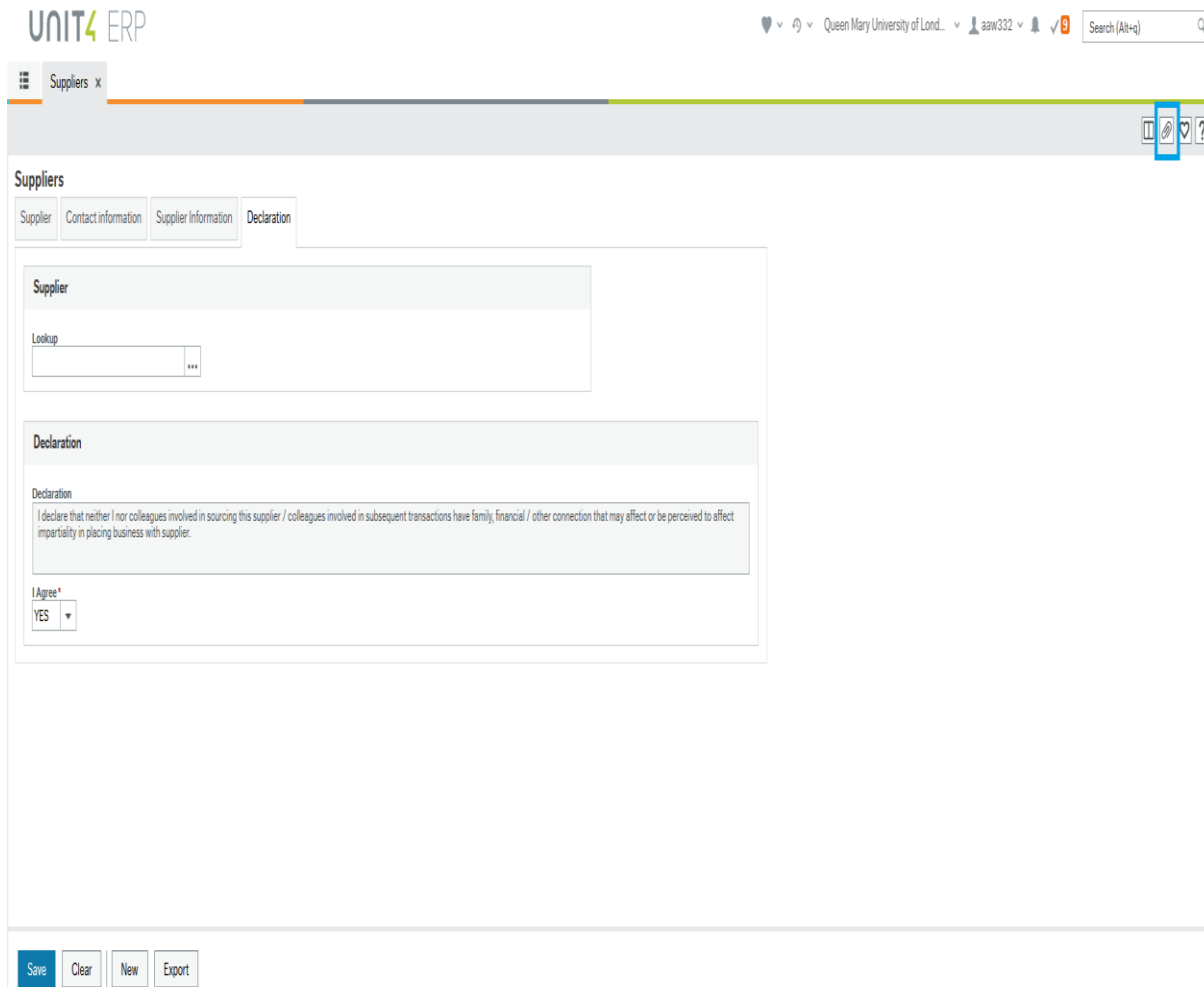 UNIT4 ERP
Queen Mary University of Lond... aaw332 9 Search (Alt+q)
Suppliers x
?
Suppliers
Supplier Contact information Supplier Information Declaration
Supplier
Lookup
...
Declaration
Declaration
I declare that neither I nor colleagues involved in sourcing this supplier / colleagues involved in subsequent transactions have family, financial / other connection that may affect or be perceived to affect
impartiality in placing business with supplier.
I Agree*
YES
Save Clear New Export